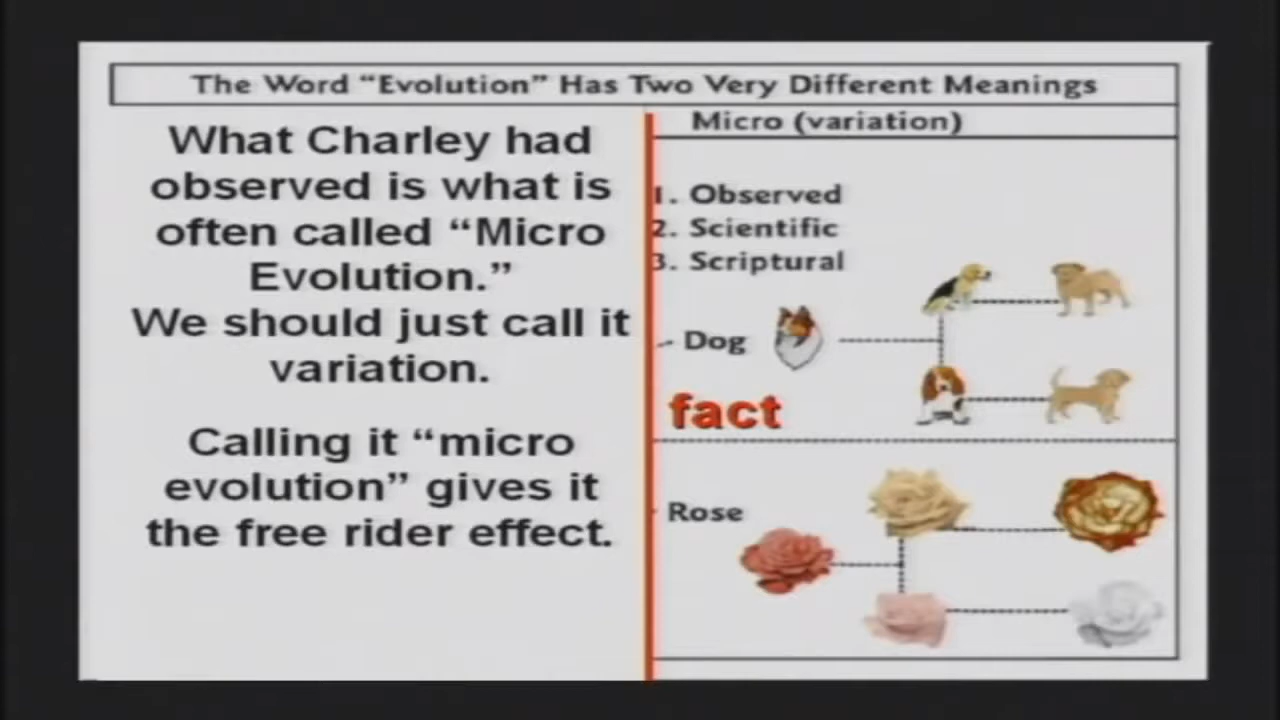 The Word “Evolution” Has Two Very Different Meanings
What Charley had
observed is what is
often called “Micro
Evolution.”
We should just call it
variation.
Calling it “micro
evolution” gives it
the free rider effect.
Micro (variation)
1. Observed
2. Scientific
3. Scriptural
Dog
fact
Rose